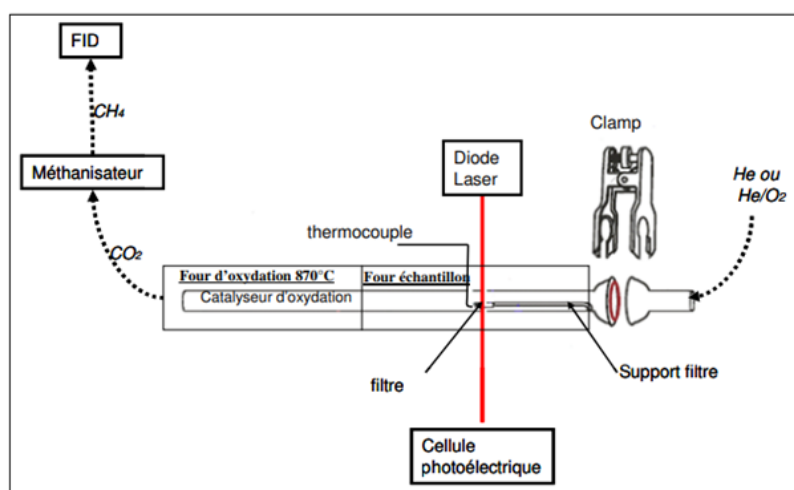 FID
CH₄
Méthanisateur
CO₂
Diode
Laser
Clamp
He ou
He/O₂
thermocouple
Four d'oxydation 870°C
Four échantillon
Catalyseur d'oxydation
filtre
Support filtre
Cellule
photoélectrique